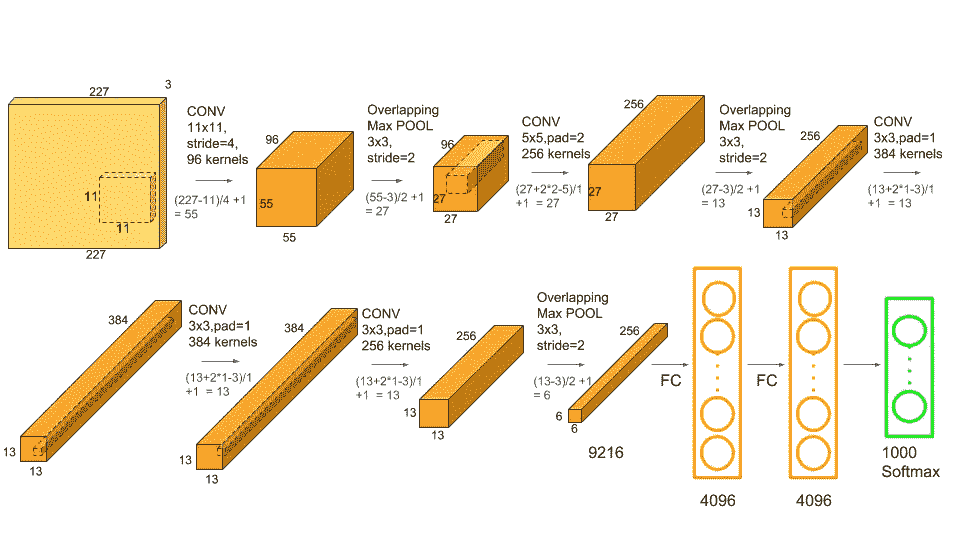 227
3
11
11
227
CONV
11x11,
stride=4,
96 kernels
(227-11)/4 +1
= 55
96
55
55
Overlapping
Max POOL
3x3,
stride=2
(55-3)/2 +1
= 27
96
27
27
CONV
5x5,pad=2
256 kernels
(27+2*2-5)/1
+1 = 27
256
27
27
Overlapping
Max POOL
3x3,
stride=2
(27-3)/2 +1
= 13
256
13
13
CONV
3x3,pad=1
384 kernels
(13+2*1-3)/1
+1 = 13
384
13
13
CONV
3x3,pad=1
384 kernels
(13+2*1-3)/1
+1 = 13
384
13
13
CONV
3x3,pad=1
256 kernels
(13+2*1-3)/1
+1 = 13
256
13
13
Overlapping
Max POOL
3x3,
stride=2
(13-3)/2 +1
= 6
256
6
6
9216
FC
4096
FC
4096
1000
Softmax